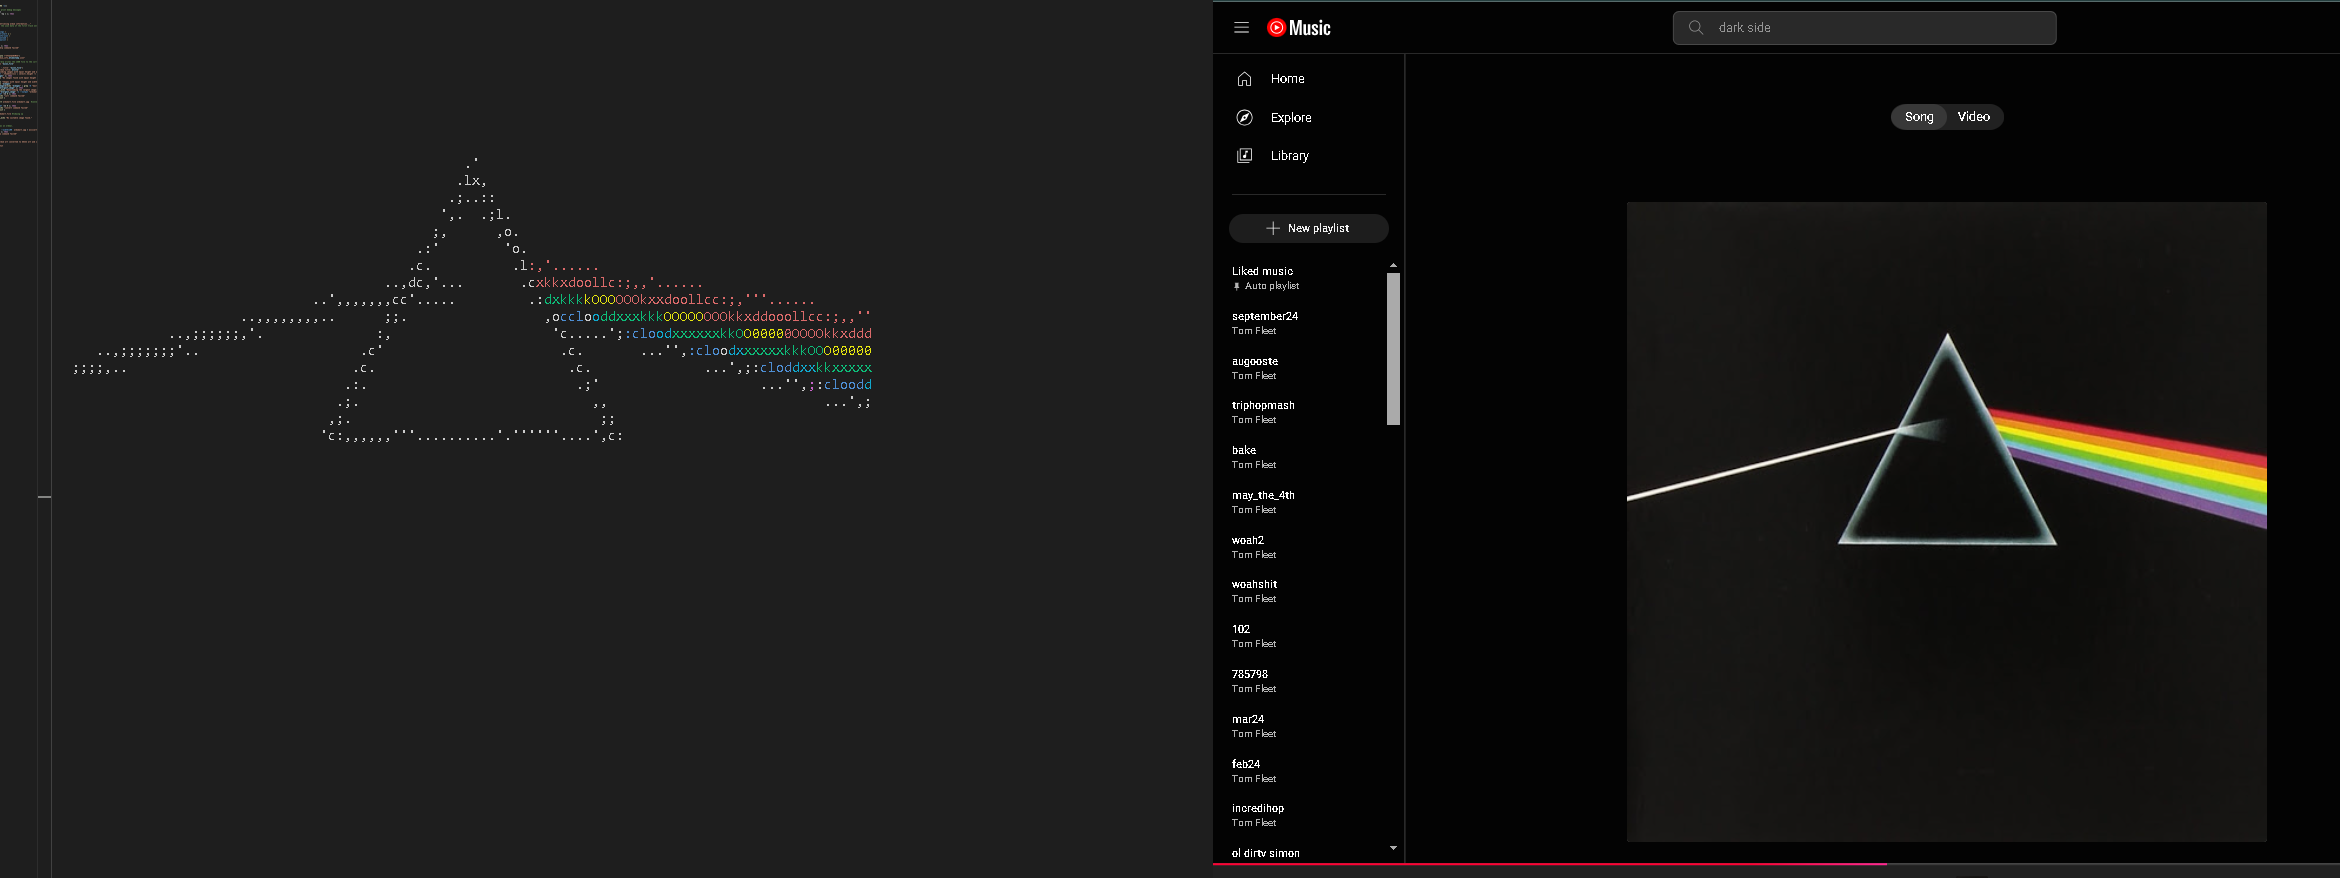 .'
.lx,
.;..::
',. .;l.
;, ,o.
.:' 'o.
.c. .l:,'......
..,dc,'... .cxkkxdoollc:;,,'......
..',,,,,,,cc'..... .:dxkkkkOOOOOOkxxdoollcc:;,'''......
..,,,,,,,,,.. ;;. ,occlooddxxxkkkOOOOOOOOkkxddooollcc:;,,''
..,;;;;;;,'. :, 'c.....';:cloodxxxxxxkkOO0000000OOOkkxddd
..,;;;;;;;'.. .c' .c. ...'',:cloodxxxxxxkkkOOO00000
;;;;,.. .c. .c. ...',;:cloddxxkkxxxxx
.:. .;' ...'',;:cloodd
.;. ,, ...',;
,;. ;;
'c:,,,,,,'''..........'.''''''....',c:
Music
dark side
Home
Explore
Library
New playlist
Liked music
Auto playlist
september24
Tom Fleet
augooste
Tom Fleet
triphopmash
Tom Fleet
bake
Tom Fleet
may_the_4th
Tom Fleet
woah2
Tom Fleet
woahshit
Tom Fleet
102
Tom Fleet
785798
Tom Fleet
mar24
Tom Fleet
feb24
Tom Fleet
incredihop
Tom Fleet
ol dirty simon
Song
Video